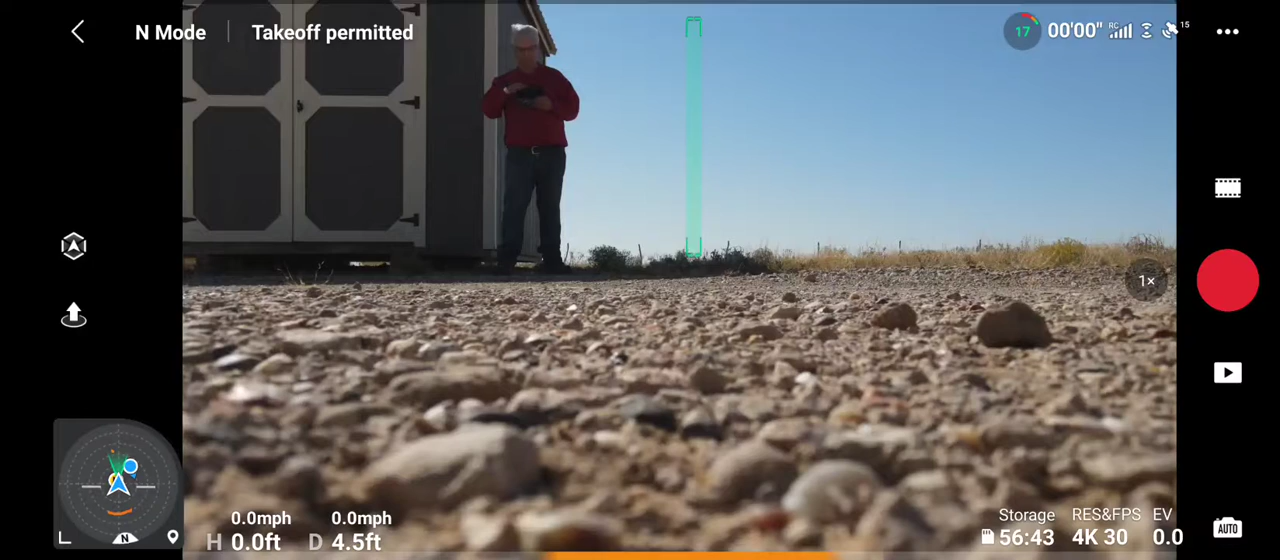 N Mode | Takeoff permitted
17 00'00" RC 15
1×
N
0.0mph 0.0mph
H 0.0ft D 4.5ft
Storage RES&FPS EV
56:43 4K 30 0.0
AUTO